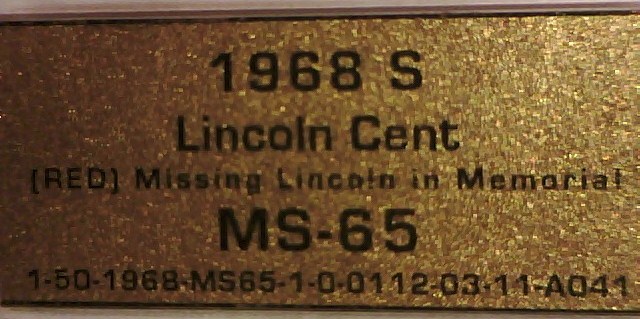 1968 S
Lincoln Cent
(RED) Missing Lincoln in Memorial
MS-65
1-50-1968-MS65-1-0-0112-03-11-A041